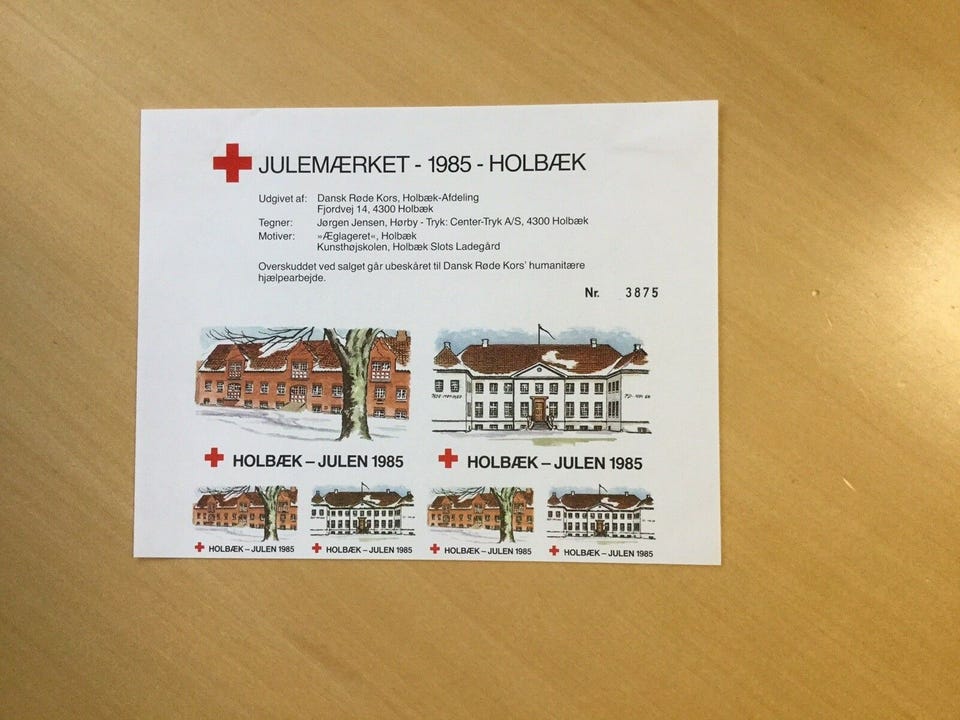 JULEMÆRKET - 1985 - HOLBÆK
Udgivet af: Dansk Røde Kors, Holbæk-Afdeling
Fjordvej 14, 4300 Holbæk
Tegner: Jørgen Jensen, Hørby - Tryk: Center-Tryk A/S, 4300 Holbæk
Motiver: »Æglageret«, Holbæk
Kunsthøjskolen, Holbæk Slots Ladegård
Overskuddet ved salget går ubeskåret til Dansk Røde Kors' humanitære
hjælpearbejde.
Nr. 3875
HOLBÆK – JULEN 1985
HOLBÆK – JULEN 1985
HOLBÆK – JULEN 1985
HOLBÆK – JULEN 1985
HOLBÆK – JULEN 1985
HOLBÆK – JULEN 1985